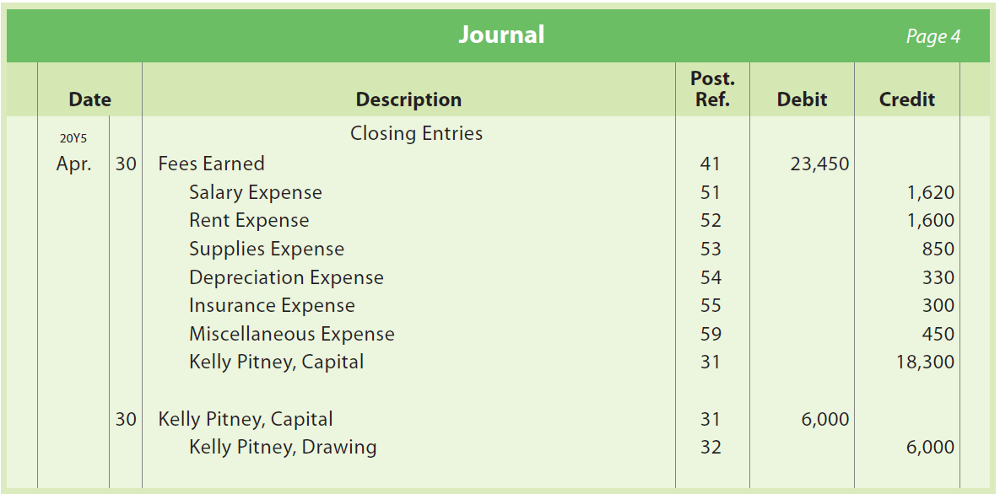 Journal Page 4
Date Description Post. Ref. Debit Credit
20Y5 Closing Entries
Apr. 30 Fees Earned 41 23,450
Salary Expense 51 1,620
Rent Expense 52 1,600
Supplies Expense 53 850
Depreciation Expense 54 330
Insurance Expense 55 300
Miscellaneous Expense 59 450
Kelly Pitney, Capital 31 18,300
30 Kelly Pitney, Capital 31 6,000
Kelly Pitney, Drawing 32 6,000